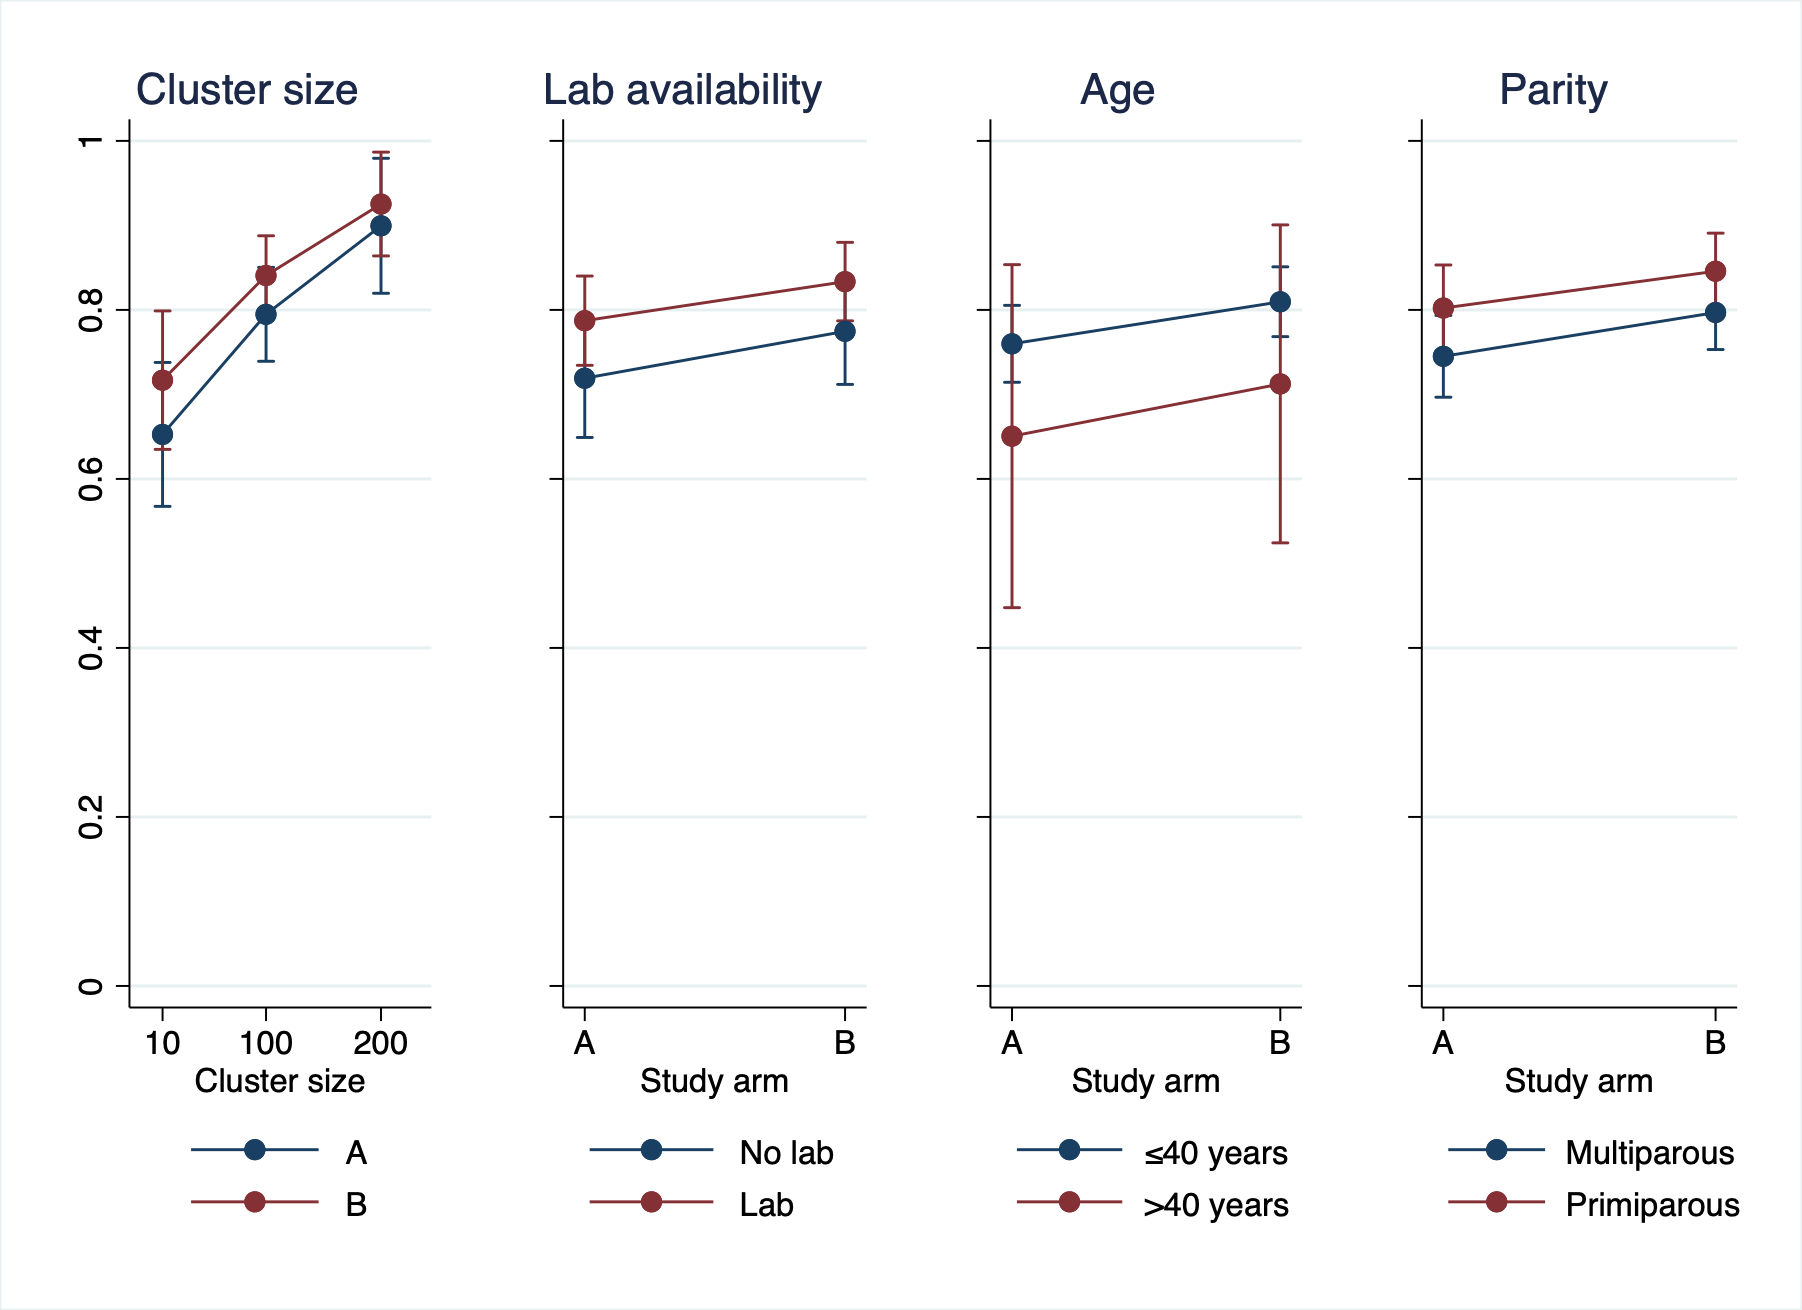 Cluster size
Lab availability
Age
Parity
1
0.8
0.6
0.4
0.2
0
10 100 200
Cluster size
A B
Study arm
A B
Study arm
A B
Study arm
A
B
No lab
Lab
≤40 years
>40 years
Multiparous
Primiparous